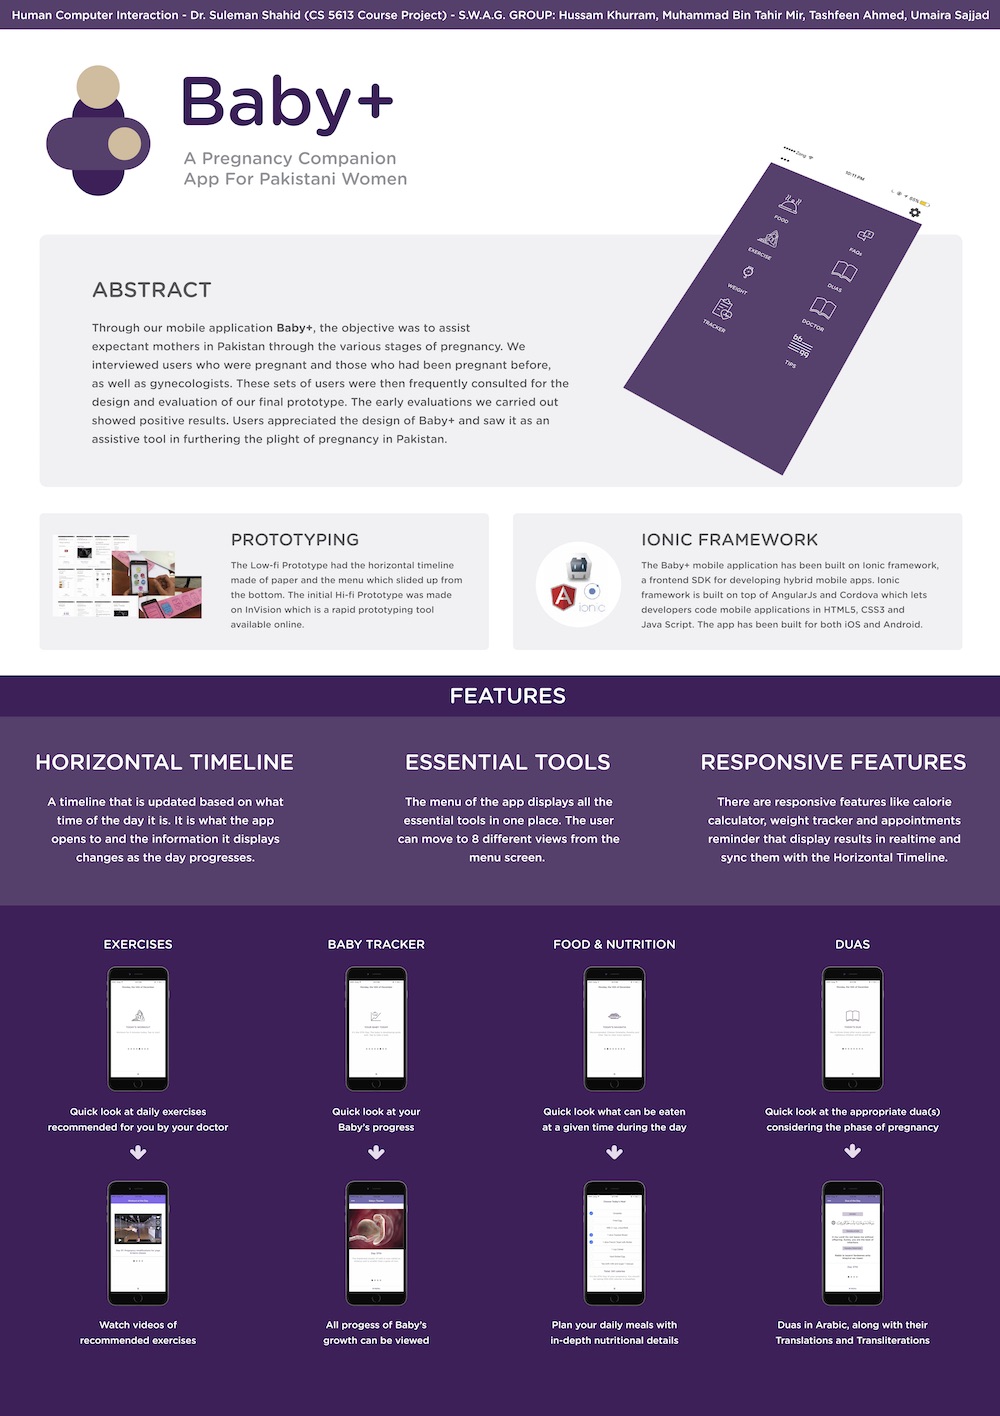 Human Computer Interaction - Dr. Suleman Shahid (CS 5613 Course Project) - S.W.A.G. GROUP: Hussam Khurram, Muhammad Bin Tahir Mir, Tashfeen Ahmed, Umaira Sajjad
Baby+
A Pregnancy Companion
App For Pakistani Women
Zong
10:11 PM
65%
FOOD
EXERCISE
WEIGHT
TRACKER
FAQs
DUAS
DOCTOR
TIPS
ABSTRACT
Through our mobile application Baby+, the objective was to assist
expectant mothers in Pakistan through the various stages of pregnancy. We
interviewed users who were pregnant and those who had been pregnant before,
as well as gynecologists. These sets of users were then frequently consulted for the
design and evaluation of our final prototype. The early evaluations we carried out
showed positive results. Users appreciated the design of Baby+ and saw it as an
assistive tool in furthering the plight of pregnancy in Pakistan.
PROTOTYPING
The Low-fi Prototype had the horizontal timeline
made of paper and the menu which slided up from
the bottom. The initial Hi-fi Prototype was made
on InVision which is a rapid prototyping tool
available online.
IONIC FRAMEWORK
The Baby+ mobile application has been built on Ionic framework,
a frontend SDK for developing hybrid mobile apps. Ionic
framework is built on top of AngularJs and Cordova which lets
developers code mobile applications in HTML5, CSS3 and
Java Script. The app has been built for both iOS and Android.
A
ionic
FEATURES
HORIZONTAL TIMELINE
A timeline that is updated based on what
time of the day it is. It is what the app
opens to and the information it displays
changes as the day progresses.
ESSENTIAL TOOLS
The menu of the app displays all the
essential tools in one place. The user
can move to 8 different views from the
menu screen.
RESPONSIVE FEATURES
There are responsive features like calorie
calculator, weight tracker and appointments
reminder that display results in realtime and
sync them with the Horizontal Timeline.
EXERCISES
Quick look at daily exercises
recommended for you by your doctor
Watch videos of
recommended exercises
BABY TRACKER
Quick look at your
Baby's progress
All progess of Baby's
growth can be viewed
FOOD & NUTRITION
Quick look what can be eaten
at a given time during the day
Plan your daily meals with
in-depth nutritional details
DUAS
Quick look at the appropriate dua(s)
considering the phase of pregnancy
Duas in Arabic, along with their
Translations and Transliterations